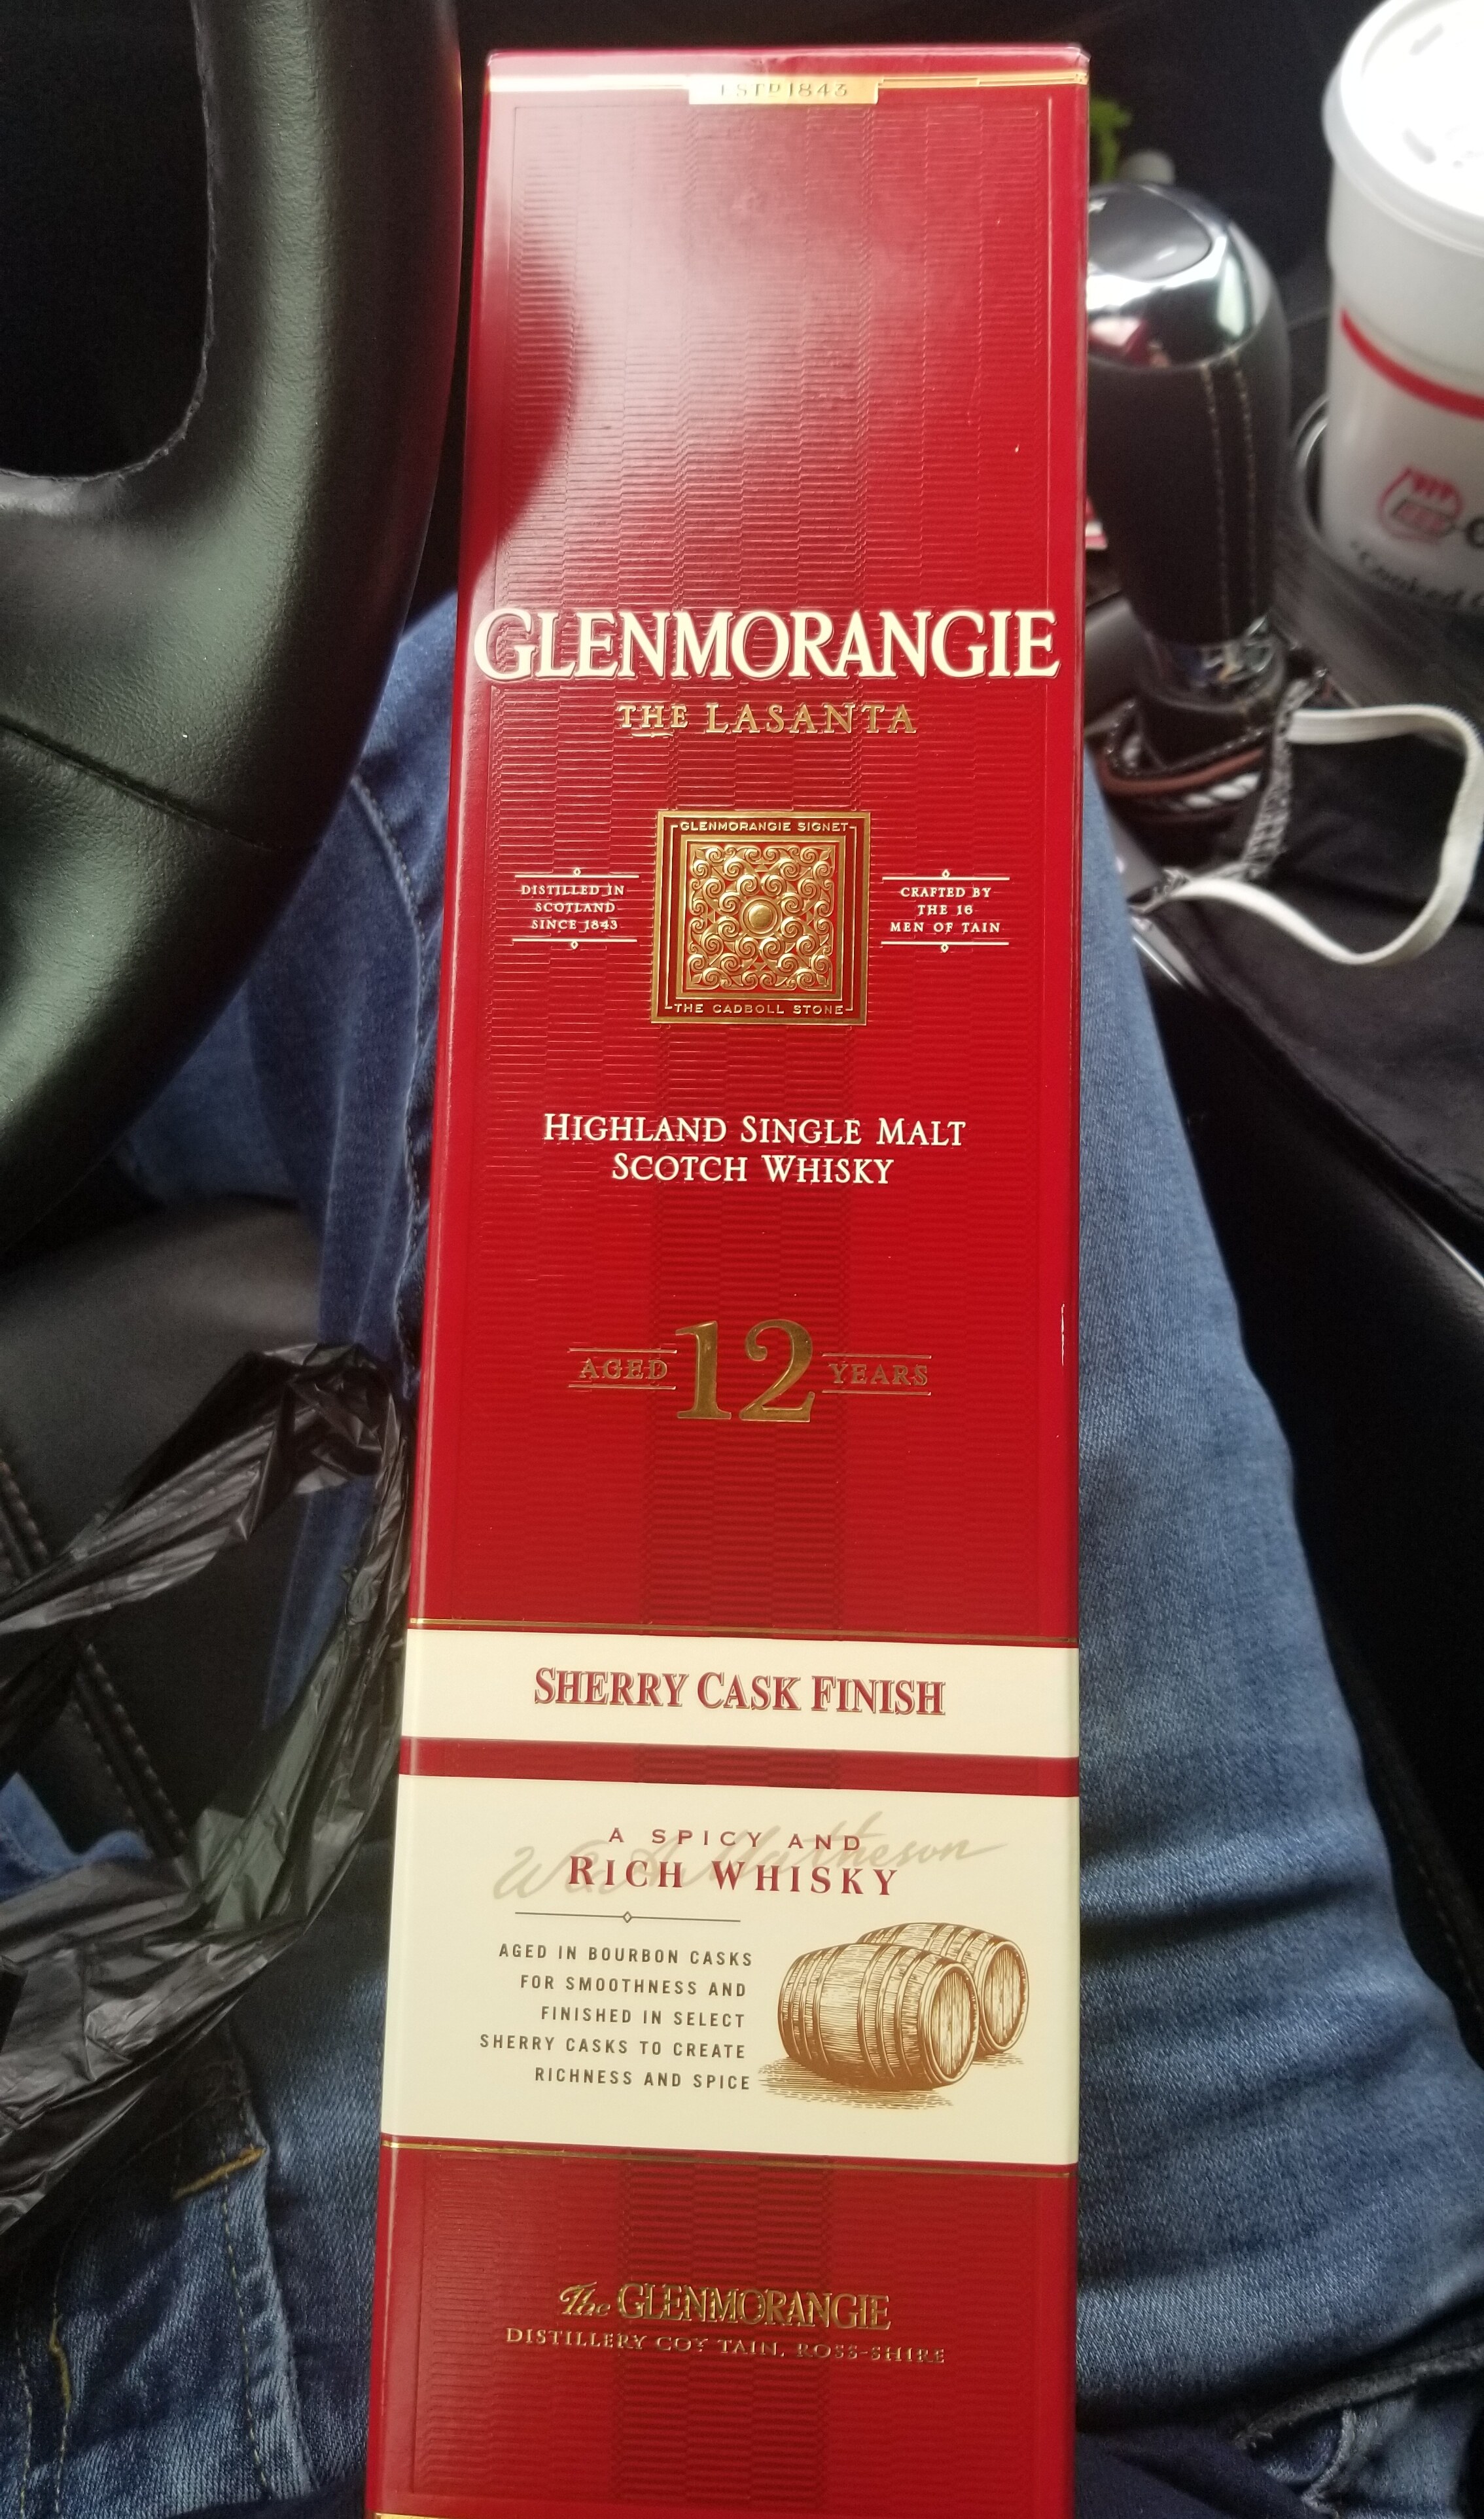 ESTD 1843
GLENMORANGIE
THE LASANTA
GLENMORANGIE SIGNET
DISTILLED IN
SCOTLAND
SINCE 1843
CRAFTED BY
THE 16
MEN OF TAIN
THE CADBOLL STONE
HIGHLAND SINGLE MALT
SCOTCH WHISKY
AGED 12 YEARS
SHERRY CASK FINISH
A SPICY AND
RICH WHISKY
AGED IN BOURBON CASKS
FOR SMOOTHNESS AND
FINISHED IN SELECT
SHERRY CASKS TO CREATE
RICHNESS AND SPICE
The GLENMORANGIE
DISTILLERY COY TAIN, ROSS-SHIRE
"Cooked